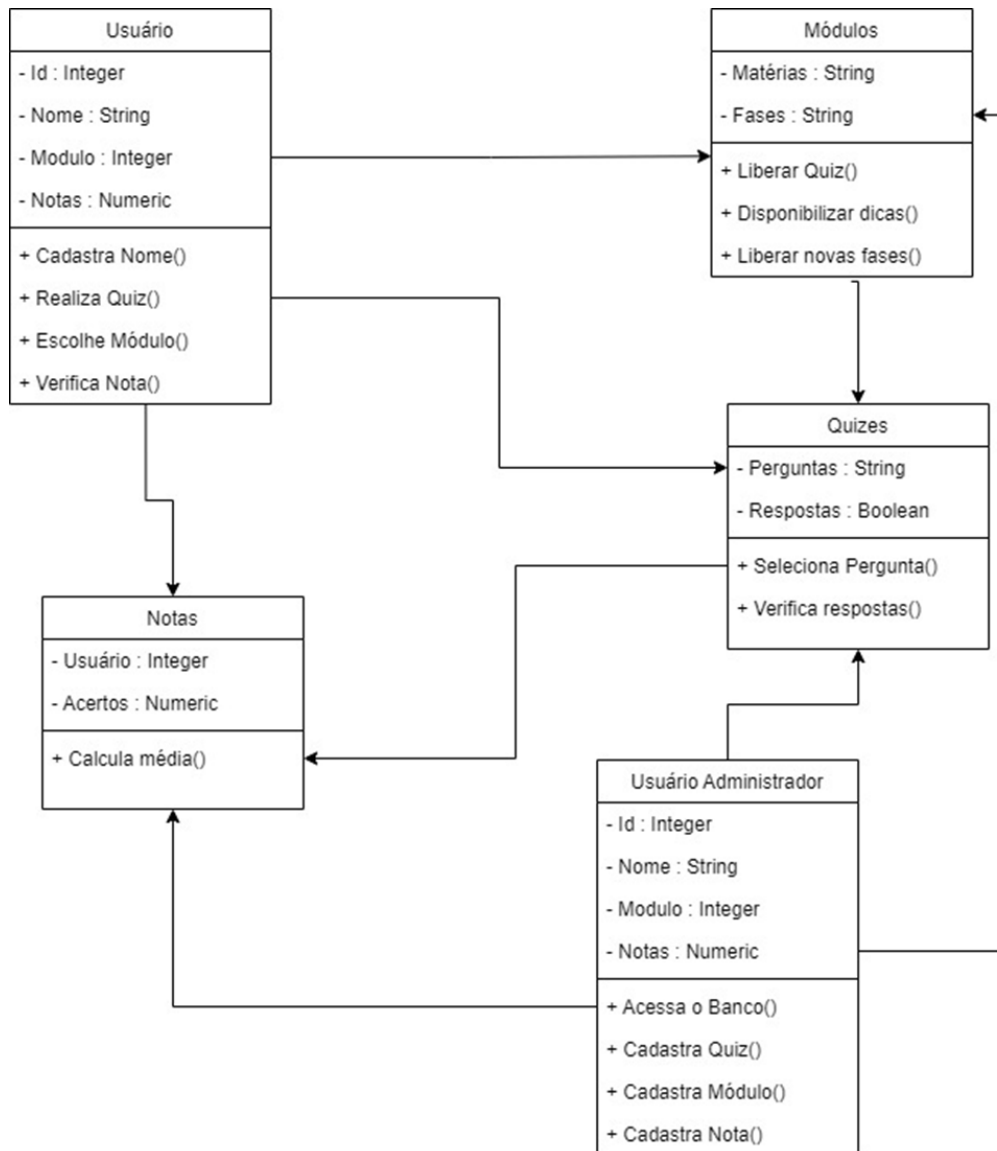 Usuário
- Id : Integer
- Nome : String
- Modulo : Integer
- Notas : Numeric
+ Cadastra Nome()
+ Realiza Quiz()
+ Escolhe Módulo()
+ Verifica Nota()
Módulos
- Matérias : String
- Fases : String
+ Liberar Quiz()
+ Disponibilizar dicas()
+ Liberar novas fases()
Quizes
- Perguntas : String
- Respostas : Boolean
+ Seleciona Pergunta()
+ Verifica respostas()
Notas
- Usuário : Integer
- Acertos : Numeric
+ Calcula média()
Usuário Administrador
- Id : Integer
- Nome : String
- Modulo : Integer
- Notas : Numeric
+ Acessa o Banco()
+ Cadastra Quiz()
+ Cadastra Módulo()
+ Cadastra Nota()